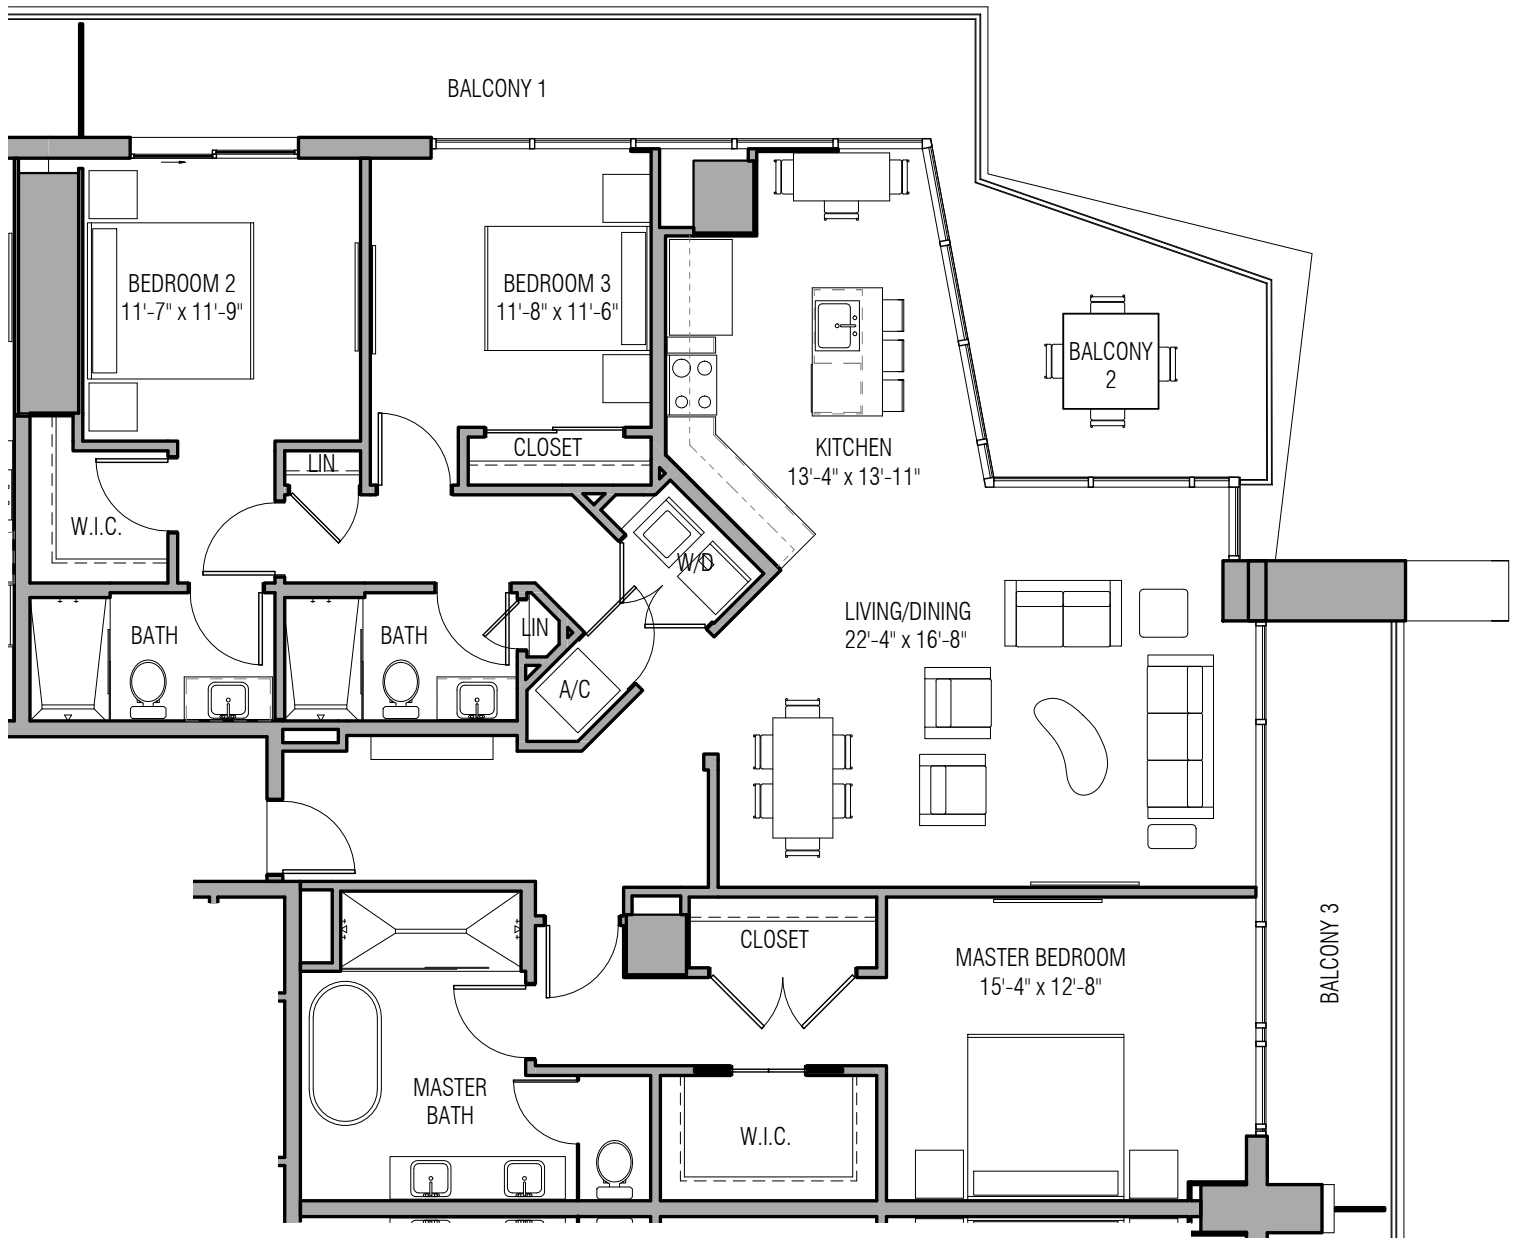 BALCONY 1
BEDROOM 2
11'-7" x 11'-9"
BEDROOM 3
11'-8" x 11'-6"
BALCONY
2
KITCHEN
13'-4" x 13'-11"
CLOSET
LIN
W.I.C.
W/D
BATH
BATH
LIN
A/C
LIVING/DINING
22'-4" x 16'-8"
CLOSET
MASTER BEDROOM
15'-4" x 12'-8"
BALCONY 3
MASTER
BATH
W.I.C.